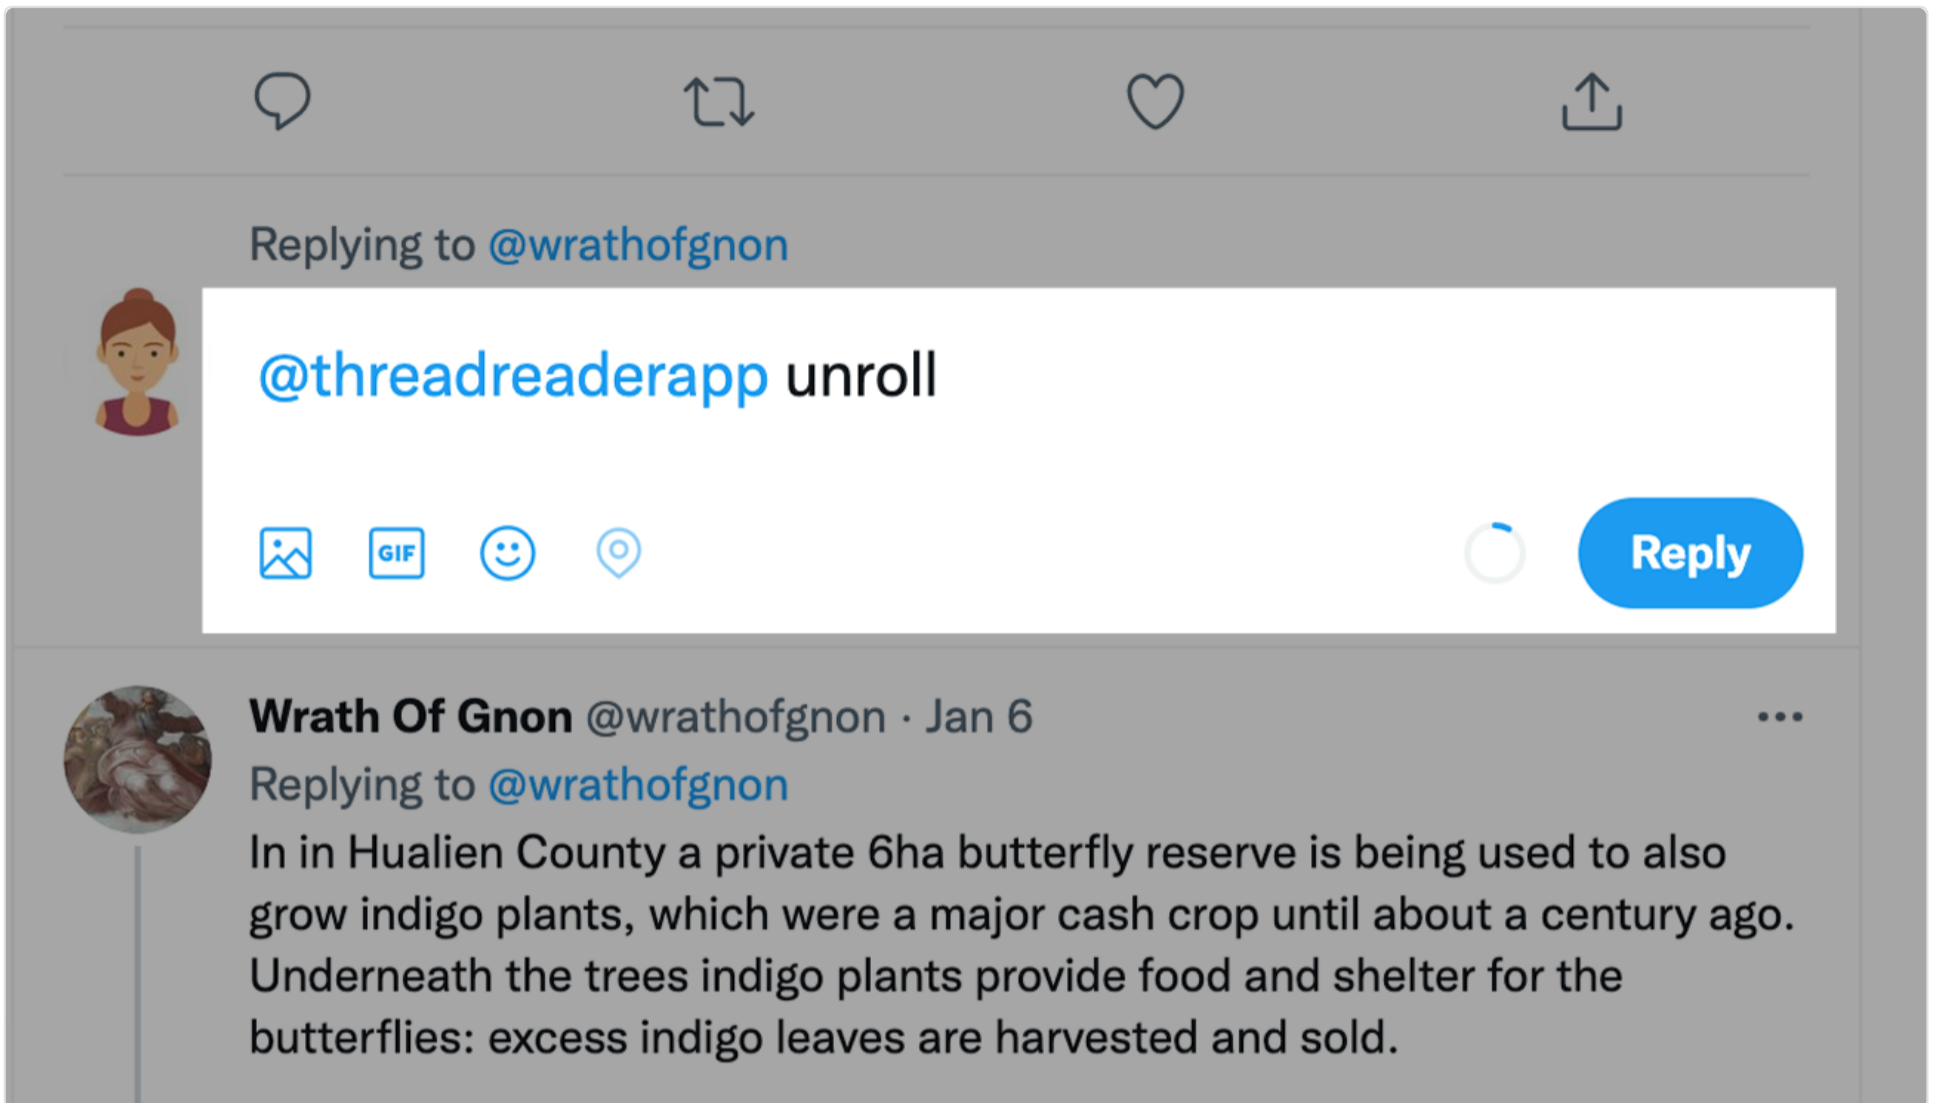 Replying to @wrathofgnon
@threadreaderapp unroll
GIF
Reply
Wrath Of Gnon @wrathofgnon · Jan 6
Replying to @wrathofgnon
In in Hualien County a private 6ha butterfly reserve is being used to also
grow indigo plants, which were a major cash crop until about a century ago.
Underneath the trees indigo plants provide food and shelter for the
butterflies: excess indigo leaves are harvested and sold.